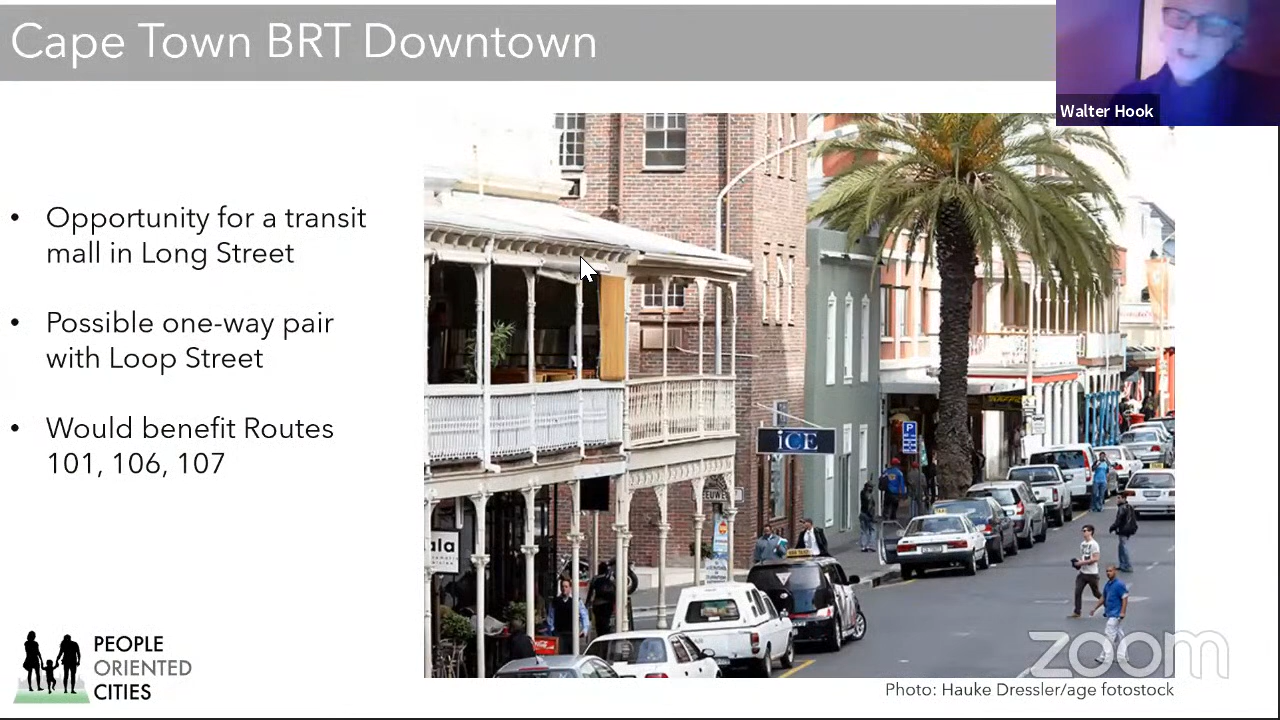 Cape Town BRT Downtown
Walter Hook
• Opportunity for a transit
mall in Long Street
• Possible one-way pair
with Loop Street
• Would benefit Routes
101, 106, 107
iCE
P
ala
PEOPLE
ORIENTED
CITIES
zoom
Photo: Hauke Dressler/age fotostock